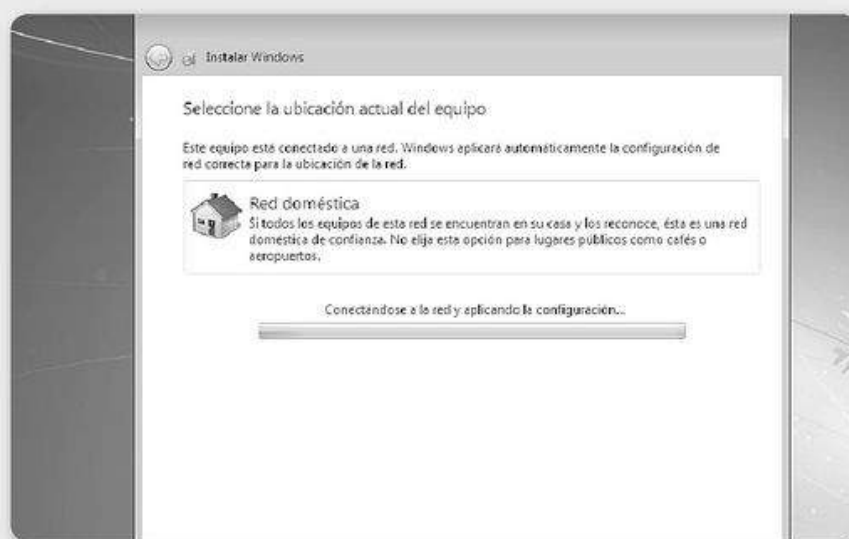 Instalar Windows
Seleccione la ubicación actual del equipo
Este equipo está conectado a una red. Windows aplicará automáticamente la configuración de
red correcta para la ubicación de la red.
Red doméstica
Si todos los equipos de esta red se encuentran en su casa y los reconoce, ésta es una red
doméstica de confianza. No elija esta opción para lugares públicos como cafés o
aeropuertos.
Conectándose a la red y aplicando la configuración...